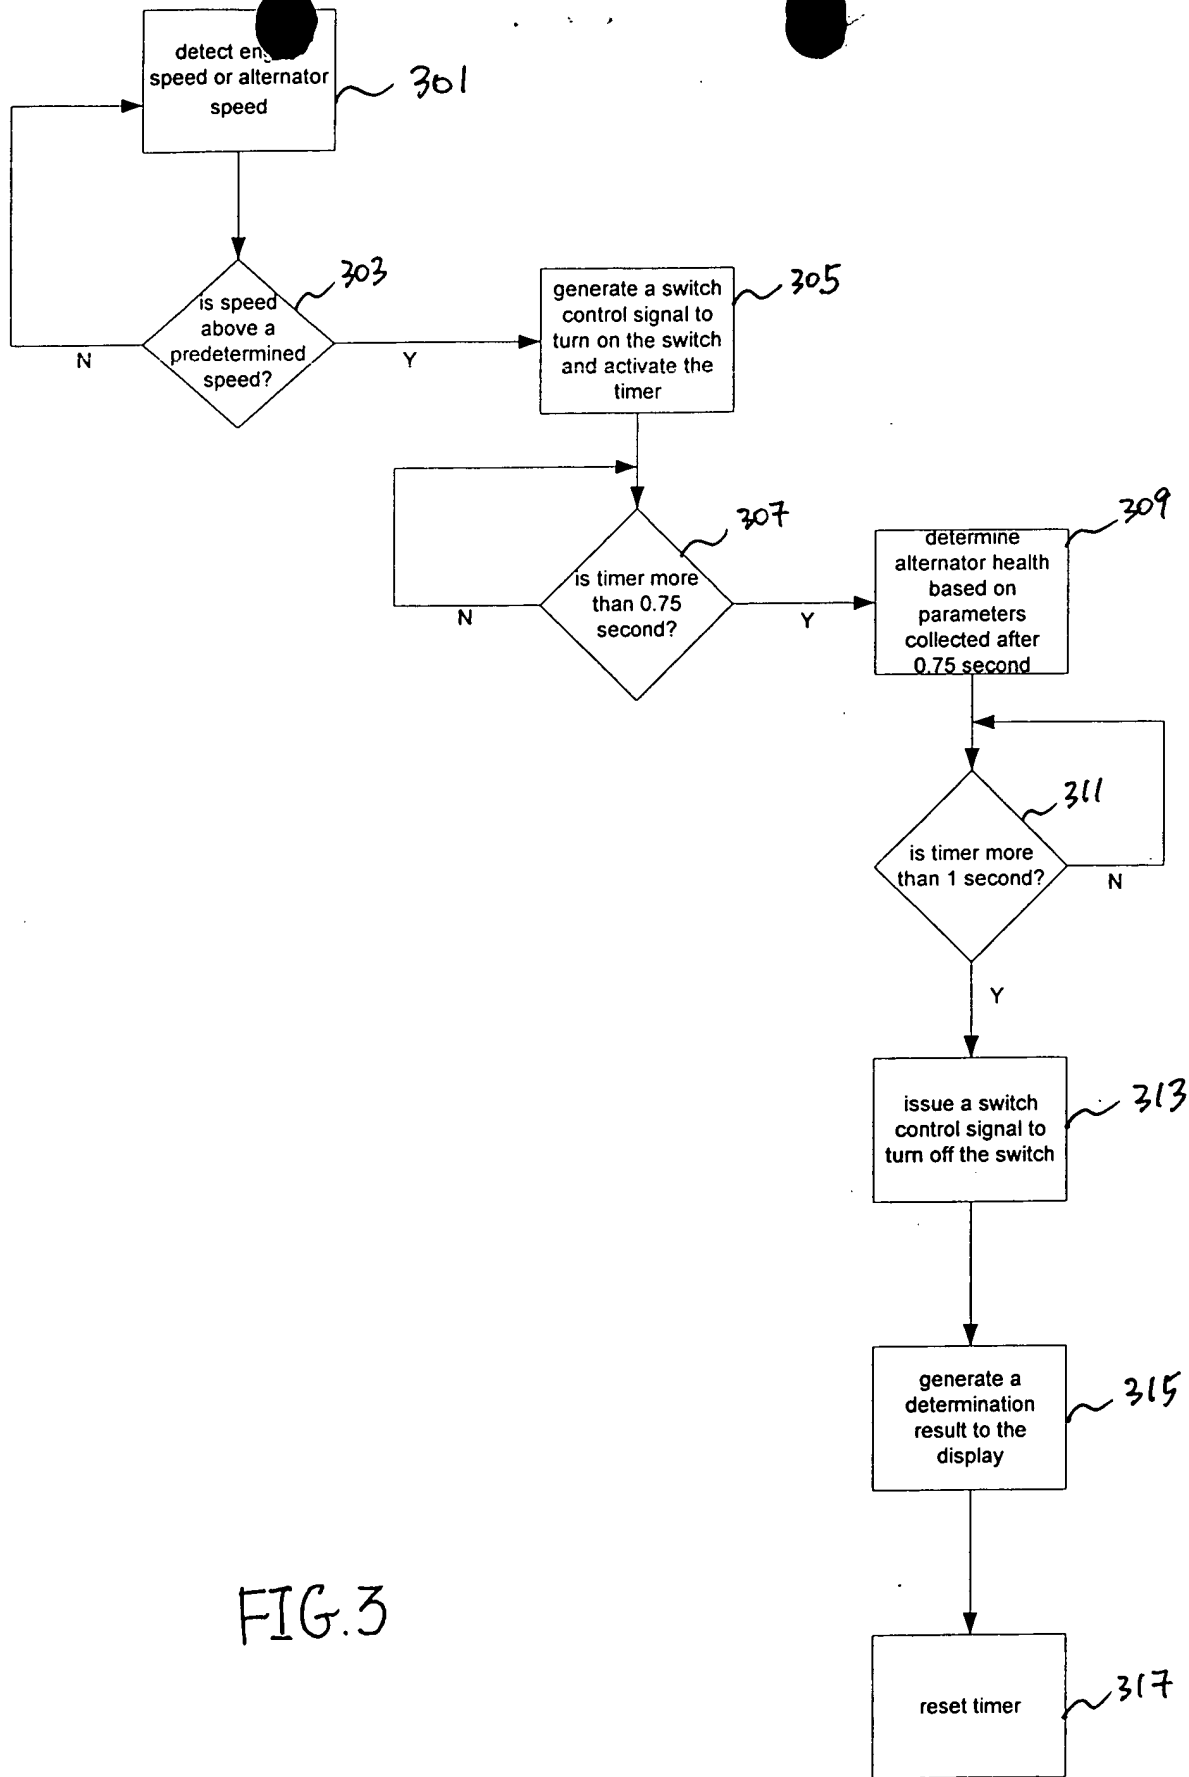 detect
speed or alternator
speed
301
is speed
above a
predetermined
speed?
303
N
Y
generate a switch
control signal to
turn on the switch
and activate the
timer
305
is timer more
than 0.75
second?
307
N
Y
determine
alternator health
based on
parameters
collected after
0.75 second
309
is timer more
than 1 second?
311
N
Y
issue a switch
control signal to
turn off the switch
313
generate a
determination
result to the
display
315
reset timer
317
FIG.3